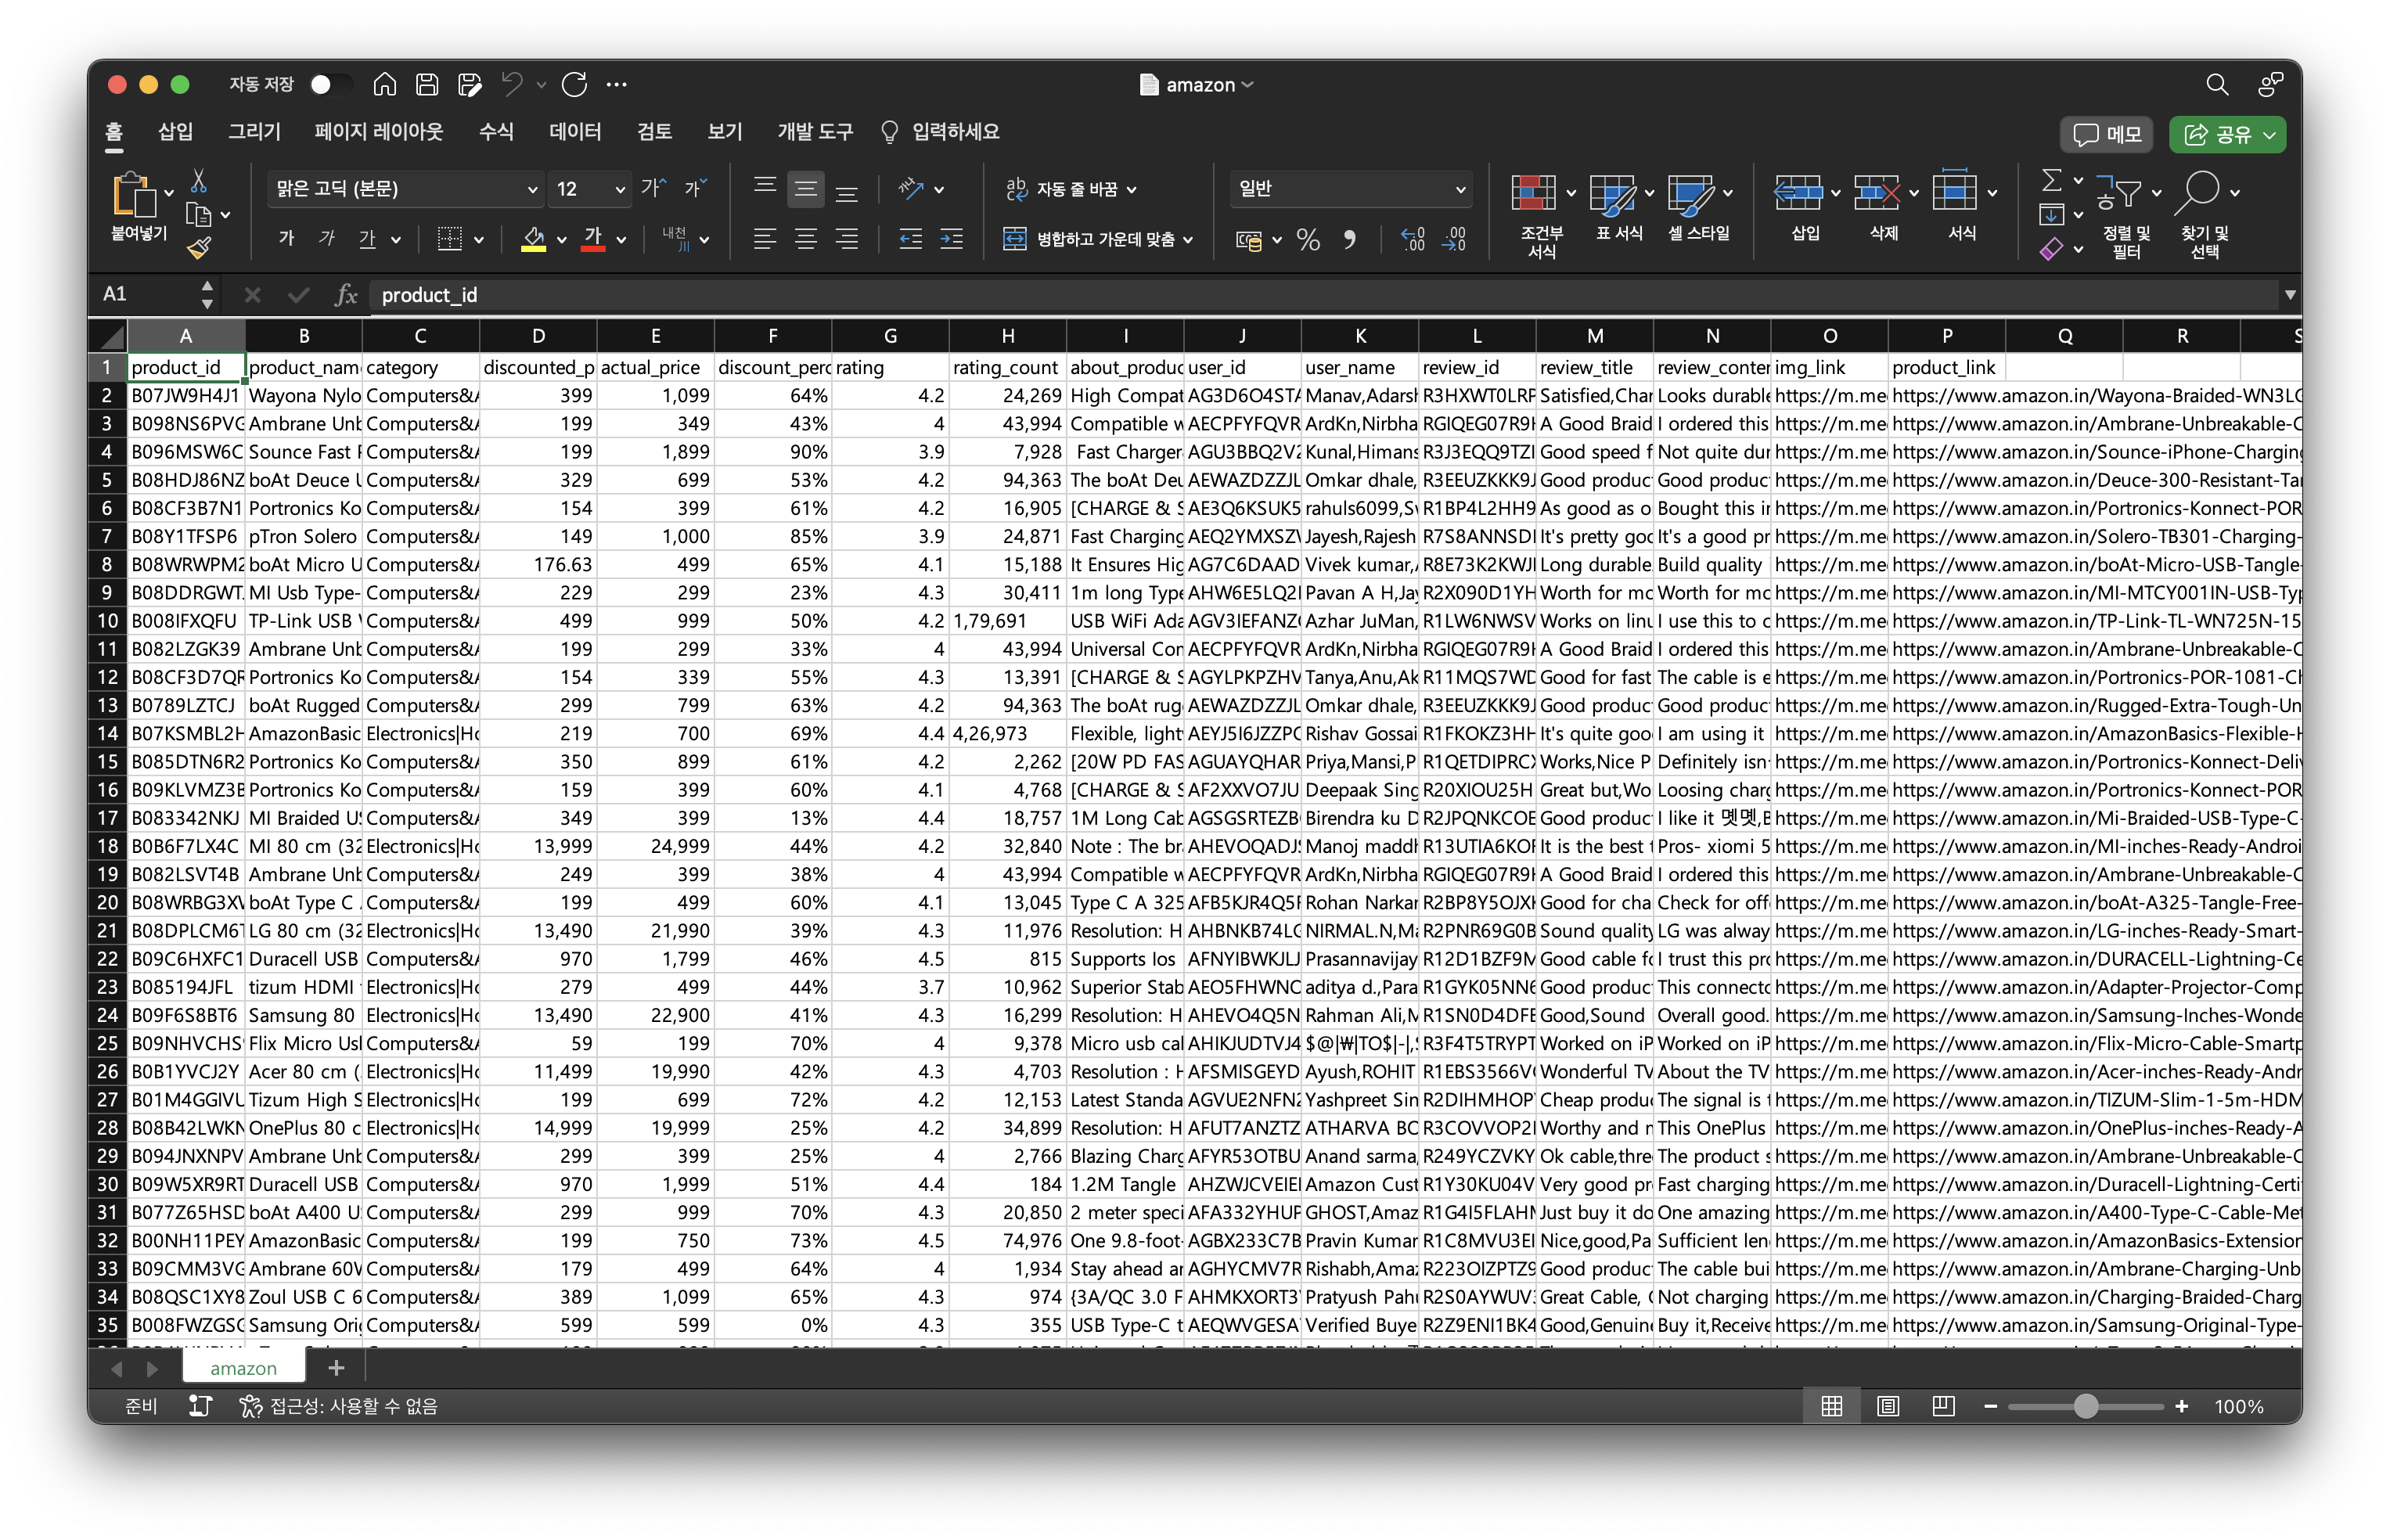 자동 저장 amazon
홈 삽입 그리기 페이지 레이아웃 수식 데이터 검토 보기 개발 도구 입력하세요 메모 공유
붙여넣기 맑은 고딕 (본문) 12 가 가 자동 줄 바꿈 일반 조건부 서식 표 서식 셀 스타일 삽입 삭제 서식 정렬 및 필터 찾기 및 선택
가 가 가 가 내천 병합하고 가운데 맞춤
A1 fx product_id
A B C D E F G H I J K L M N O P Q R S
1 product_id product_nam category discounted_p actual_price discount_perc rating rating_count about_produc user_id user_name review_id review_title review_conter img_link product_link
2 B07JW9H4J1 Wayona Nylo Computers& 399 1,099 64% 4.2 24,269 High Compat AG3D6O4STA Manav,Adarsh R3HXWT0LRP Satisfied,Char Looks durable https://m.me https://www.amazon.in/Wayona-Braided-WN3LG
3 B098NS6PVG Ambrane Unb Computers& 199 349 43% 4 43,994 Compatible w AECPFYFQVR ArdKn,Nirbha RGIQEG07R9H A Good Braid I ordered this https://m.me https://www.amazon.in/Ambrane-Unbreakable-C
4 B096MSW6C Sounce Fast Computers& 199 1,899 90% 3.9 7,928 Fast Charger AGU3BBQ2V2 Kunal,Himans R3J3EQQ9TZI Good speed f Not quite dur https://m.me https://www.amazon.in/Sounce-iPhone-Charging
5 B08HDJ86NZ boAt Deuce Computers& 329 699 53% 4.2 94,363 The boAt Deu AEWAZDZZJL Omkar dhale, R3EEUZKKK9J Good produc Good produc https://m.me https://www.amazon.in/Deuce-300-Resistant-Tan
6 B08CF3B7N1 Portronics Ko Computers& 154 399 61% 4.2 16,905 [CHARGE & S AE3Q6KSUK5 rahuls6099,Sw R1BP4L2HH9 As good as o Bought this i https://m.me https://www.amazon.in/Portronics-Konnect-POR
7 B08Y1TFSP6 pTron Solero Computers& 149 1,000 85% 3.9 24,871 Fast Charging AEQ2YMXSZ Jayesh,Rajesh R7S8ANNSDI It's pretty goo It's a good pr https://m.me https://www.amazon.in/Solero-TB301-Charging-
8 B08WRWPM2 boAt Micro U Computers& 176.63 499 65% 4.1 15,188 It Ensures Hig AG7C6DAAD Vivek kumar, R8E73K2KWJ Long durable Build quality https://m.me https://www.amazon.in/boAt-Micro-USB-Tangle-
9 B08DDRGWT MI Usb Type- Computers& 229 299 23% 4.3 30,411 1m long Type AHW6E5LQ2 Pavan A H,Jay R2X090D1YH Worth for mo Worth for mo https://m.me https://www.amazon.in/MI-MTCY001IN-USB-Typ
10 B008IFXQFU TP-Link USB Computers& 499 999 50% 4.2 1,79,691 USB WiFi Ada AGV3IEFANZ Azhar JuMan, R1LW6NWSV Works on linu I use this to c https://m.me https://www.amazon.in/TP-Link-TL-WN725N-15
11 B082LZGK39 Ambrane Unb Computers& 199 299 33% 4 43,994 Universal Con AECPFYFQVR ArdKn,Nirbha RGIQEG07R9H A Good Braid I ordered this https://m.me https://www.amazon.in/Ambrane-Unbreakable-C
12 B08CF3D7QR Portronics Ko Computers& 154 339 55% 4.3 13,391 [CHARGE & S AGYLPKPZHV Tanya,Anu,Ak R11MQS7WD Good for fast The cable is e https://m.me https://www.amazon.in/Portronics-POR-1081-Ch
13 B0789LZTCJ boAt Rugged Computers& 299 799 63% 4.2 94,363 The boAt rug AEWAZDZZJL Omkar dhale, R3EEUZKKK9J Good produc Good produc https://m.me https://www.amazon.in/Rugged-Extra-Tough-Un
14 B07KSMBL2H AmazonBasic Electronics|Ho 219 700 69% 4.4 4,26,973 Flexible, light AEYJ5I6JZZPC Rishav Gossai R1FKOKZ3HH It's quite goo I am using it https://m.me https://www.amazon.in/AmazonBasics-Flexible-H
15 B085DTN6R2 Portronics Ko Computers& 350 899 61% 4.2 2,262 [20W PD FAS AGUAYQHAR Priya,Mansi,P R1QETDIPRC Works,Nice P Definitely isn https://m.me https://www.amazon.in/Portronics-Konnect-Deliv
16 B09KLVMZ3B Portronics Ko Computers& 159 399 60% 4.1 4,768 [CHARGE & S AF2XXVO7JU Deepaak Sing R20XIOU25H Great but,Wo Loosing charg https://m.me https://www.amazon.in/Portronics-Konnect-POR
17 B083342NKJ MI Braided US Computers& 349 399 13% 4.4 18,757 1M Long Cab AGSGSRTEZB Birendra ku D R2JPQNKCOE Good produc I like it https://m.me https://www.amazon.in/Mi-Braided-USB-Type-C-
18 B0B6F7LX4C MI 80 cm (32 Electronics|Ho 13,999 24,999 44% 4.2 32,840 Note : The br AHEVOQADJS Manoj maddh R13UTIA6KOF It is the best Pros- xiomi 5 https://m.me https://www.amazon.in/MI-inches-Ready-Androi
19 B082LSVT4B Ambrane Unb Computers& 249 399 38% 4 43,994 Compatible w AECPFYFQVR ArdKn,Nirbha RGIQEG07R9H A Good Braid I ordered this https://m.me https://www.amazon.in/Ambrane-Unbreakable-C
20 B08WRBG3XV boAt Type C Computers& 199 499 60% 4.1 13,045 Type C A 325 AFB5KJR4Q5F Rohan Narkar R2BP8Y5OJX Good for cha Check for off https://m.me https://www.amazon.in/boAt-A325-Tangle-Free-
21 B08DPLCM6T LG 80 cm (32 Electronics|Ho 13,490 21,990 39% 4.3 11,976 Resolution: H AHBNKB74LG NIRMAL.N,Ma R2PNR69G0B Sound quality LG was alway https://m.me https://www.amazon.in/LG-inches-Ready-Smart-
22 B09C6HXFC1 Duracell USB Computers& 970 1,799 46% 4.5 815 Supports Ios AFNYIBWKJLJ Prasannavijay R12D1BZF9M Good cable fo I trust this pro https://m.me https://www.amazon.in/DURACELL-Lightning-Ce
23 B085194JFL tizum HDMI Electronics|Ho 279 499 44% 3.7 10,962 Superior Stab AEO5FHWNC aditya d.,Para R1GYK05NN6 Good produc This connecto https://m.me https://www.amazon.in/Adapter-Projector-Comp
24 B09F6S8BT6 Samsung 80 Electronics|Ho 13,490 22,900 41% 4.3 16,299 Resolution: H AHEVO4Q5N Rahman Ali,M R1SN0D4DFB Good,Sound Overall good. https://m.me https://www.amazon.in/Samsung-Inches-Wonde
25 B09NHVCHS Flix Micro Usb Computers& 59 199 70% 4 9,378 Micro usb cal AHIKJUDTVJ4 $@|₩|TO$|-|, R3F4T5TRYPT Worked on iP Worked on iP https://m.me https://www.amazon.in/Flix-Micro-Cable-Smartp
26 B0B1YVCJ2Y Acer 80 cm ( Electronics|Ho 11,499 19,990 42% 4.3 4,703 Resolution : H AFSMISGEYD Ayush,ROHIT R1EBS3566V Wonderful TV About the TV https://m.me https://www.amazon.in/Acer-inches-Ready-Andr
27 B01M4GGIVU Tizum High S Electronics|Ho 199 699 72% 4.2 12,153 Latest Standa AGVUE2NFN2 Yashpreet Sin R2DIHMHOP Cheap produ The signal is https://m.me https://www.amazon.in/TIZUM-Slim-1-5m-HDM
28 B08B42LWKN OnePlus 80 c Electronics|Ho 14,999 19,999 25% 4.2 34,899 Resolution: H AFUT7ANZTZ ATHARVA BO R3COVVOP2 Worthy and m This OnePlus https://m.me https://www.amazon.in/OnePlus-inches-Ready-A
29 B094JNXNPV Ambrane Unb Computers& 299 399 25% 4 2,766 Blazing Charg AFYR53OTBU Anand sarma, R249YCZVKY Ok cable,thre The product s https://m.me https://www.amazon.in/Ambrane-Unbreakable-C
30 B09W5XR9RT Duracell USB Computers& 970 1,999 51% 4.4 184 1.2M Tangle AHZWJCVEIEI Amazon Cust R1Y30KU04V Very good pr Fast charging https://m.me https://www.amazon.in/Duracell-Lightning-Certi
31 B077Z65HSD boAt A400 U Computers& 299 999 70% 4.3 20,850 2 meter speci AFA332YHUP GHOST,Amaz R1G4I5FLAHM Just buy it do One amazing https://m.me https://www.amazon.in/A400-Type-C-Cable-Met
32 B00NH11PEY AmazonBasic Computers& 199 750 73% 4.5 74,976 One 9.8-foot- AGBX233C7B Pravin Kumar R1C8MVU3EI Nice,good,Pa Sufficient len https://m.me https://www.amazon.in/AmazonBasics-Extension
33 B09CMM3VG Ambrane 60W Computers& 179 499 64% 4 1,934 Stay ahead an AGHYCMV7R Rishabh,Amaz R223OIZPTZ9 Good produc The cable bui https://m.me https://www.amazon.in/Ambrane-Charging-Unb
34 B08QSC1XY8 Zoul USB C 6 Computers& 389 1,099 65% 4.3 974 {3A/QC 3.0 F AHMKXORT3 Pratyush Pahu R2S0AYWUV Great Cable, Not charging https://m.me https://www.amazon.in/Charging-Braided-Charg
35 B008FWZGSG Samsung Orig Computers& 599 599 0% 4.3 355 USB Type-C t AEQWVGESA Verified Buye R2Z9ENI1BK4 Good,Genuine Buy it,Receive https://m.me https://www.amazon.in/Samsung-Original-Type-
amazon
준비 접근성: 사용할 수 없음 100%